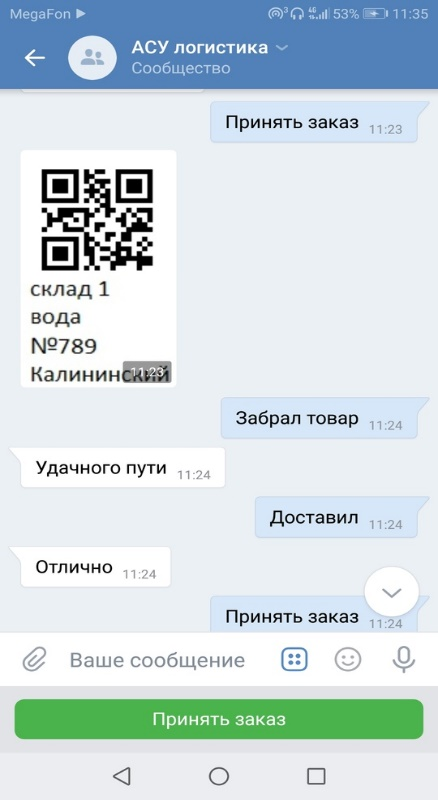 MegaFon
3
4G
53%
11:35
АСУ логистика
Сообщество
Принять заказ 11:23
склад 1
вода
№789
Калининский
11:23
Забрал товар 11:24
Удачного пути 11:24
Доставил 11:24
Отлично 11:24
Принять заказ 11:24
Ваше сообщение
Принять заказ